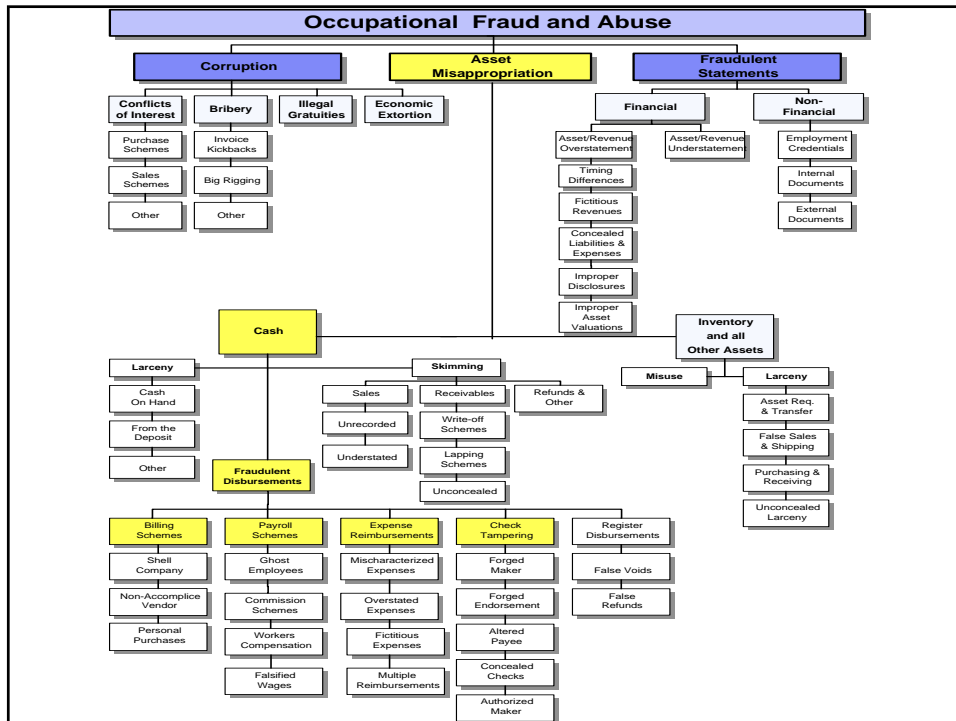 Occupational Fraud and Abuse
Corruption
Asset
Misappropriation
Fraudulent
Statements
Conflicts
of Interest
Bribery
Illegal
Gratuities
Economic
Extortion
Financial
Non-
Financial
Purchase
Schemes
Invoice
Kickbacks
Asset/Revenue
Overstatement
Asset/Revenue
Understatement
Employment
Credentials
Sales
Schemes
Big Rigging
Timing
Differences
Internal
Documents
Other
Other
Fictitious
Revenues
External
Documents
Concealed
Liabilities &
Expenses
Improper
Disclosures
Improper
Asset
Valuations
Cash
Inventory
and all
Other Assets
Larceny
Skimming
Misuse
Larceny
Cash
On Hand
Sales
Receivables
Refunds &
Other
Asset Req.
& Transfer
From the
Deposit
Unrecorded
Write-off
Schemes
False Sales
& Shipping
Other
Understated
Lapping
Schemes
Purchasing &
Receiving
Fraudulent
Disbursements
Unconcealed
Unconcealed
Larceny
Billing
Schemes
Payroll
Schemes
Expense
Reimbursements
Check
Tampering
Register
Disbursements
Shell
Company
Ghost
Employees
Mischaracterized
Expenses
Forged
Maker
False Voids
Non-Accomplice
Vendor
Commission
Schemes
Overstated
Expenses
Forged
Endorsement
False
Refunds
Personal
Purchases
Workers
Compensation
Fictitious
Expenses
Altered
Payee
Falsified
Wages
Multiple
Reimbursements
Concealed
Checks
Authorized
Maker